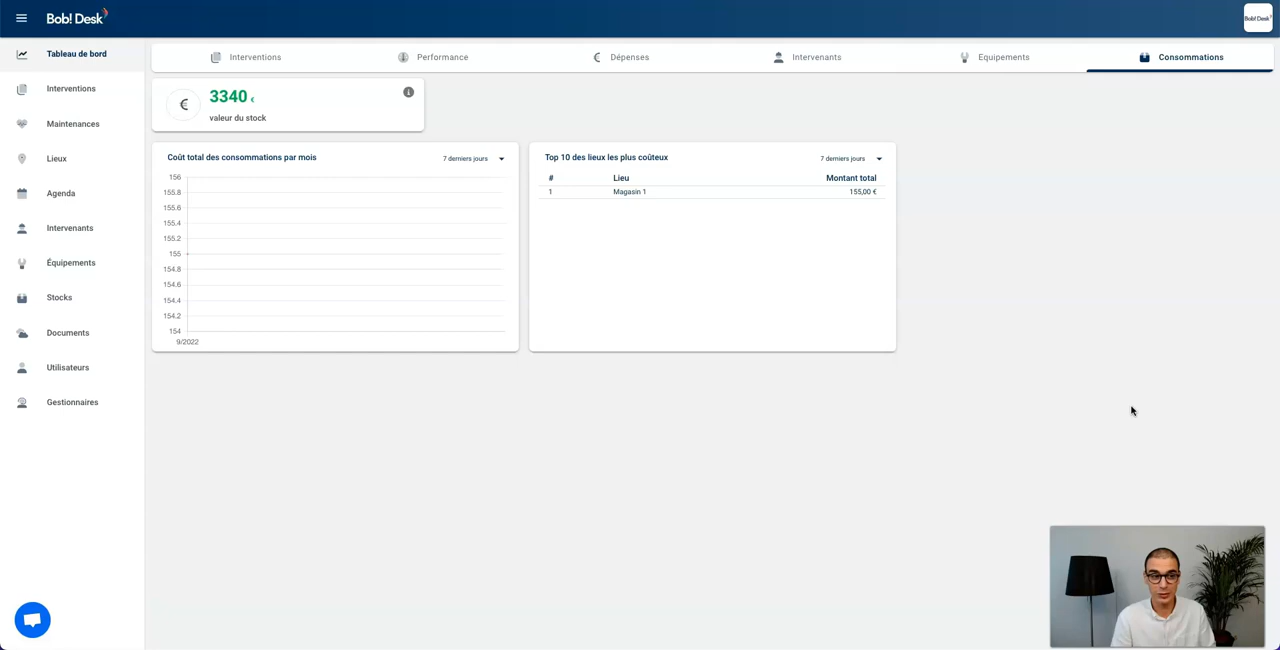 Bob! Desk
Bob! Desk
Tableau de bord
Interventions
Maintenances
Lieux
Agenda
Intervenants
Équipements
Stocks
Documents
Utilisateurs
Gestionnaires
Interventions
Performance
Dépenses
Intervenants
Equipements
Consommations
3340 €
valeur du stock
Coût total des consommations par mois
7 derniers jours
156
155.8
155.6
155.4
155.2
155
154.8
154.6
154.4
154.2
154
9/2022
Top 10 des lieux les plus coûteux
7 derniers jours
# Lieu Montant total
1 Magasin 1 155,00 €